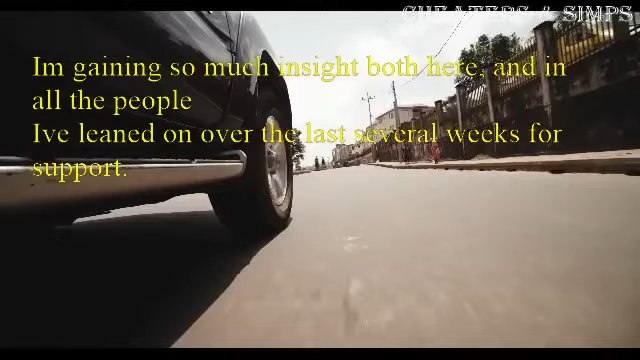 CHEATERS & SIMPS
Im gaining so much insight both here, and in
all the people
Ive leaned on over the last several weeks for
support.